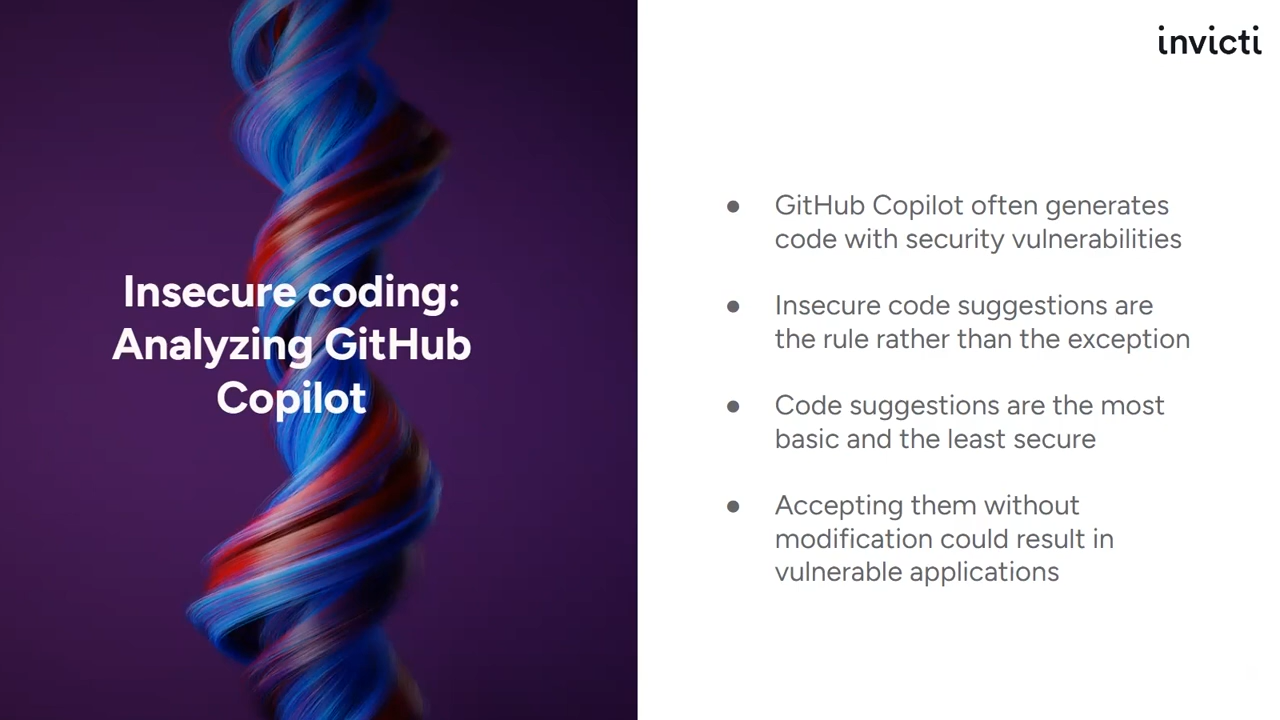 invicti
Insecure coding:
Analyzing GitHub
Copilot
● GitHub Copilot often generates
code with security vulnerabilities
● Insecure code suggestions are
the rule rather than the exception
● Code suggestions are the most
basic and the least secure
● Accepting them without
modification could result in
vulnerable applications